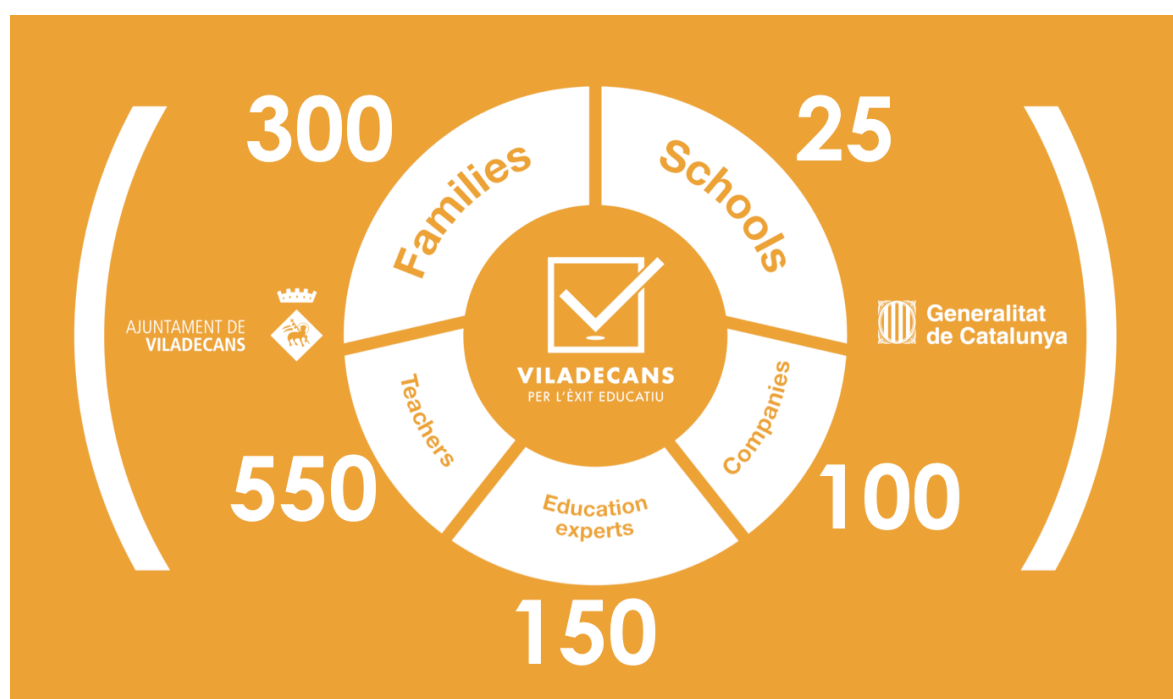 300
Families
Schools
25
AJUNTAMENT DE
VILADECANS
VILADECANS
PER L'ÈXIT EDUCATIU
Generalitat
de Catalunya
Teachers
550
Education
experts
150
Companies
100